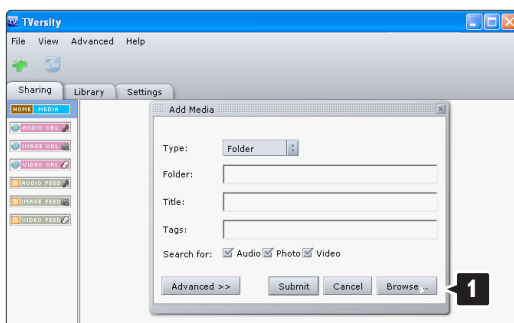 TVersity
File View Advanced Help
Sharing Library Settings
HOME MEDIA
AUDIO URL
IMAGE URL
VIDEO URL
AUDIO FEED
IMAGE FEED
VIDEO FEED
Add Media
Type: Folder
Folder:
Title:
Tags:
Search for: Audio Photo Video
Advanced >> Submit Cancel Browse...
1